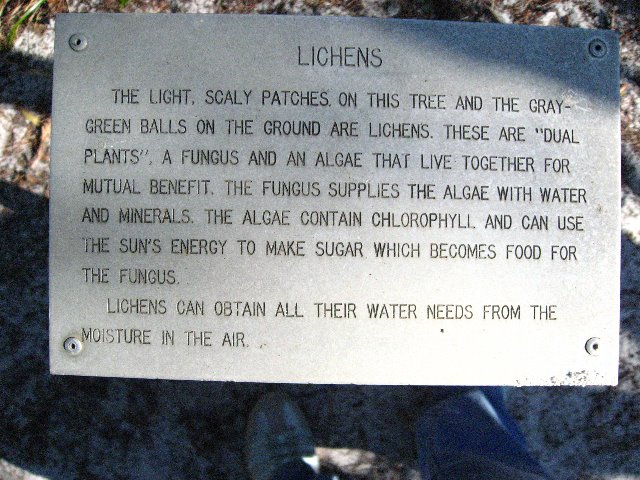 LICHENS
THE LIGHT, SCALY PATCHES, ON THIS TREE AND THE GRAY-
GREEN BALLS ON THE GROUND ARE LICHENS. THESE ARE "DUAL
PLANTS", A FUNGUS AND AN ALGAE THAT LIVE TOGETHER FOR
MUTUAL BENEFIT. THE FUNGUS SUPPLIES THE ALGAE WITH WATER
AND MINERALS. THE ALGAE CONTAIN CHLOROPHYLL AND CAN USE
THE SUN'S ENERGY TO MAKE SUGAR WHICH BECOMES FOOD FOR
THE FUNGUS.
LICHENS CAN OBTAIN ALL THEIR WATER NEEDS FROM THE
MOISTURE IN THE AIR.